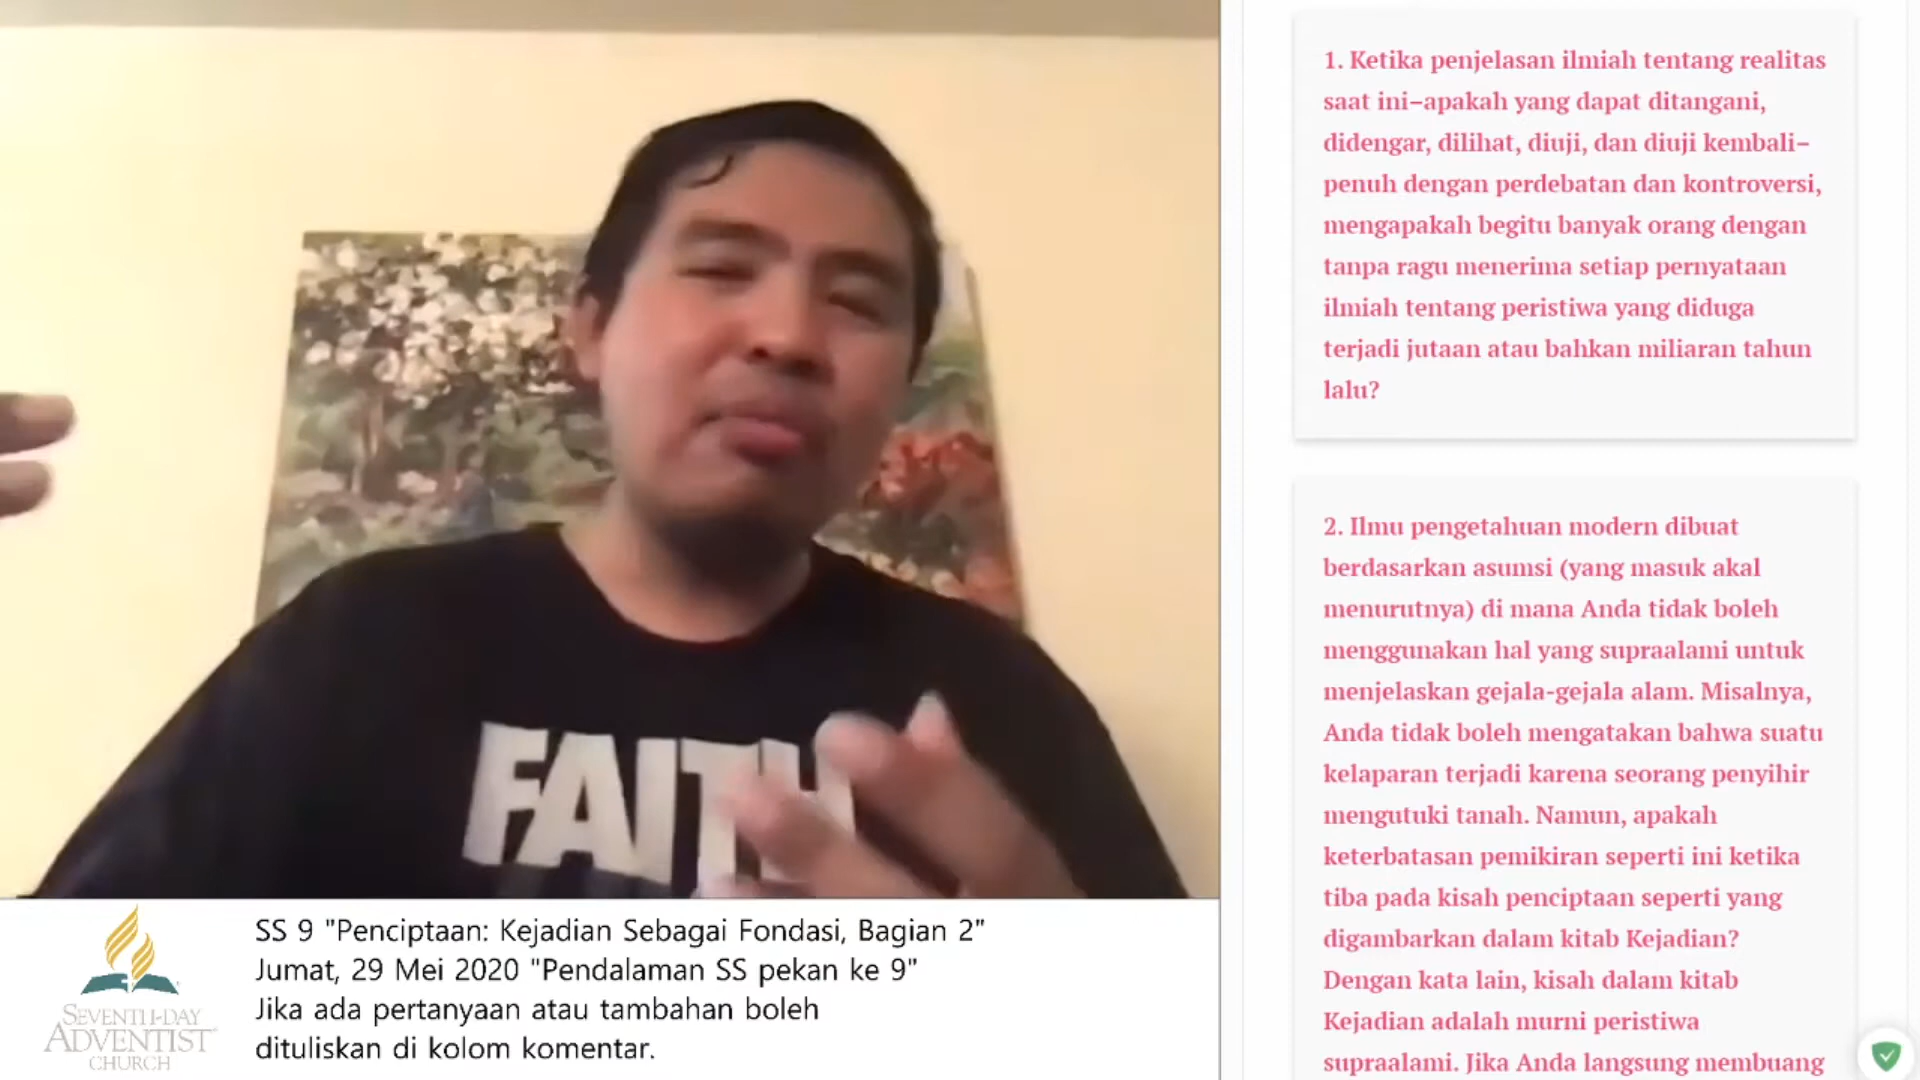 FAITH
SS 9 "Penciptaan: Kejadian Sebagai Fondasi, Bagian 2"
Jumat, 29 Mei 2020 "Pendalaman SS pekan ke 9"
Jika ada pertanyaan atau tambahan boleh
dituliskan di kolom komentar.
SEVENTH-DAY
ADVENTIST
CHURCH
1. Ketika penjelasan ilmiah tentang realitas
saat ini–apakah yang dapat ditangani,
didengar, dilihat, diuji, dan diuji kembali–
penuh dengan perdebatan dan kontroversi,
mengapakah begitu banyak orang dengan
tanpa ragu menerima setiap pernyataan
ilmiah tentang peristiwa yang diduga
terjadi jutaan atau bahkan miliaran tahun
lalu?
2. Ilmu pengetahuan modern dibuat
berdasarkan asumsi (yang masuk akal
menurutnya) di mana Anda tidak boleh
menggunakan hal yang supraalami untuk
menjelaskan gejala-gejala alam. Misalnya,
Anda tidak boleh mengatakan bahwa suatu
kelaparan terjadi karena seorang penyihir
mengutuki tanah. Namun, apakah
keterbatasan pemikiran seperti ini ketika
tiba pada kisah penciptaan seperti yang
digambarkan dalam kitab Kejadian?
Dengan kata lain, kisah dalam kitab
Kejadian adalah murni peristiwa
supraalami. Jika Anda langsung membuang